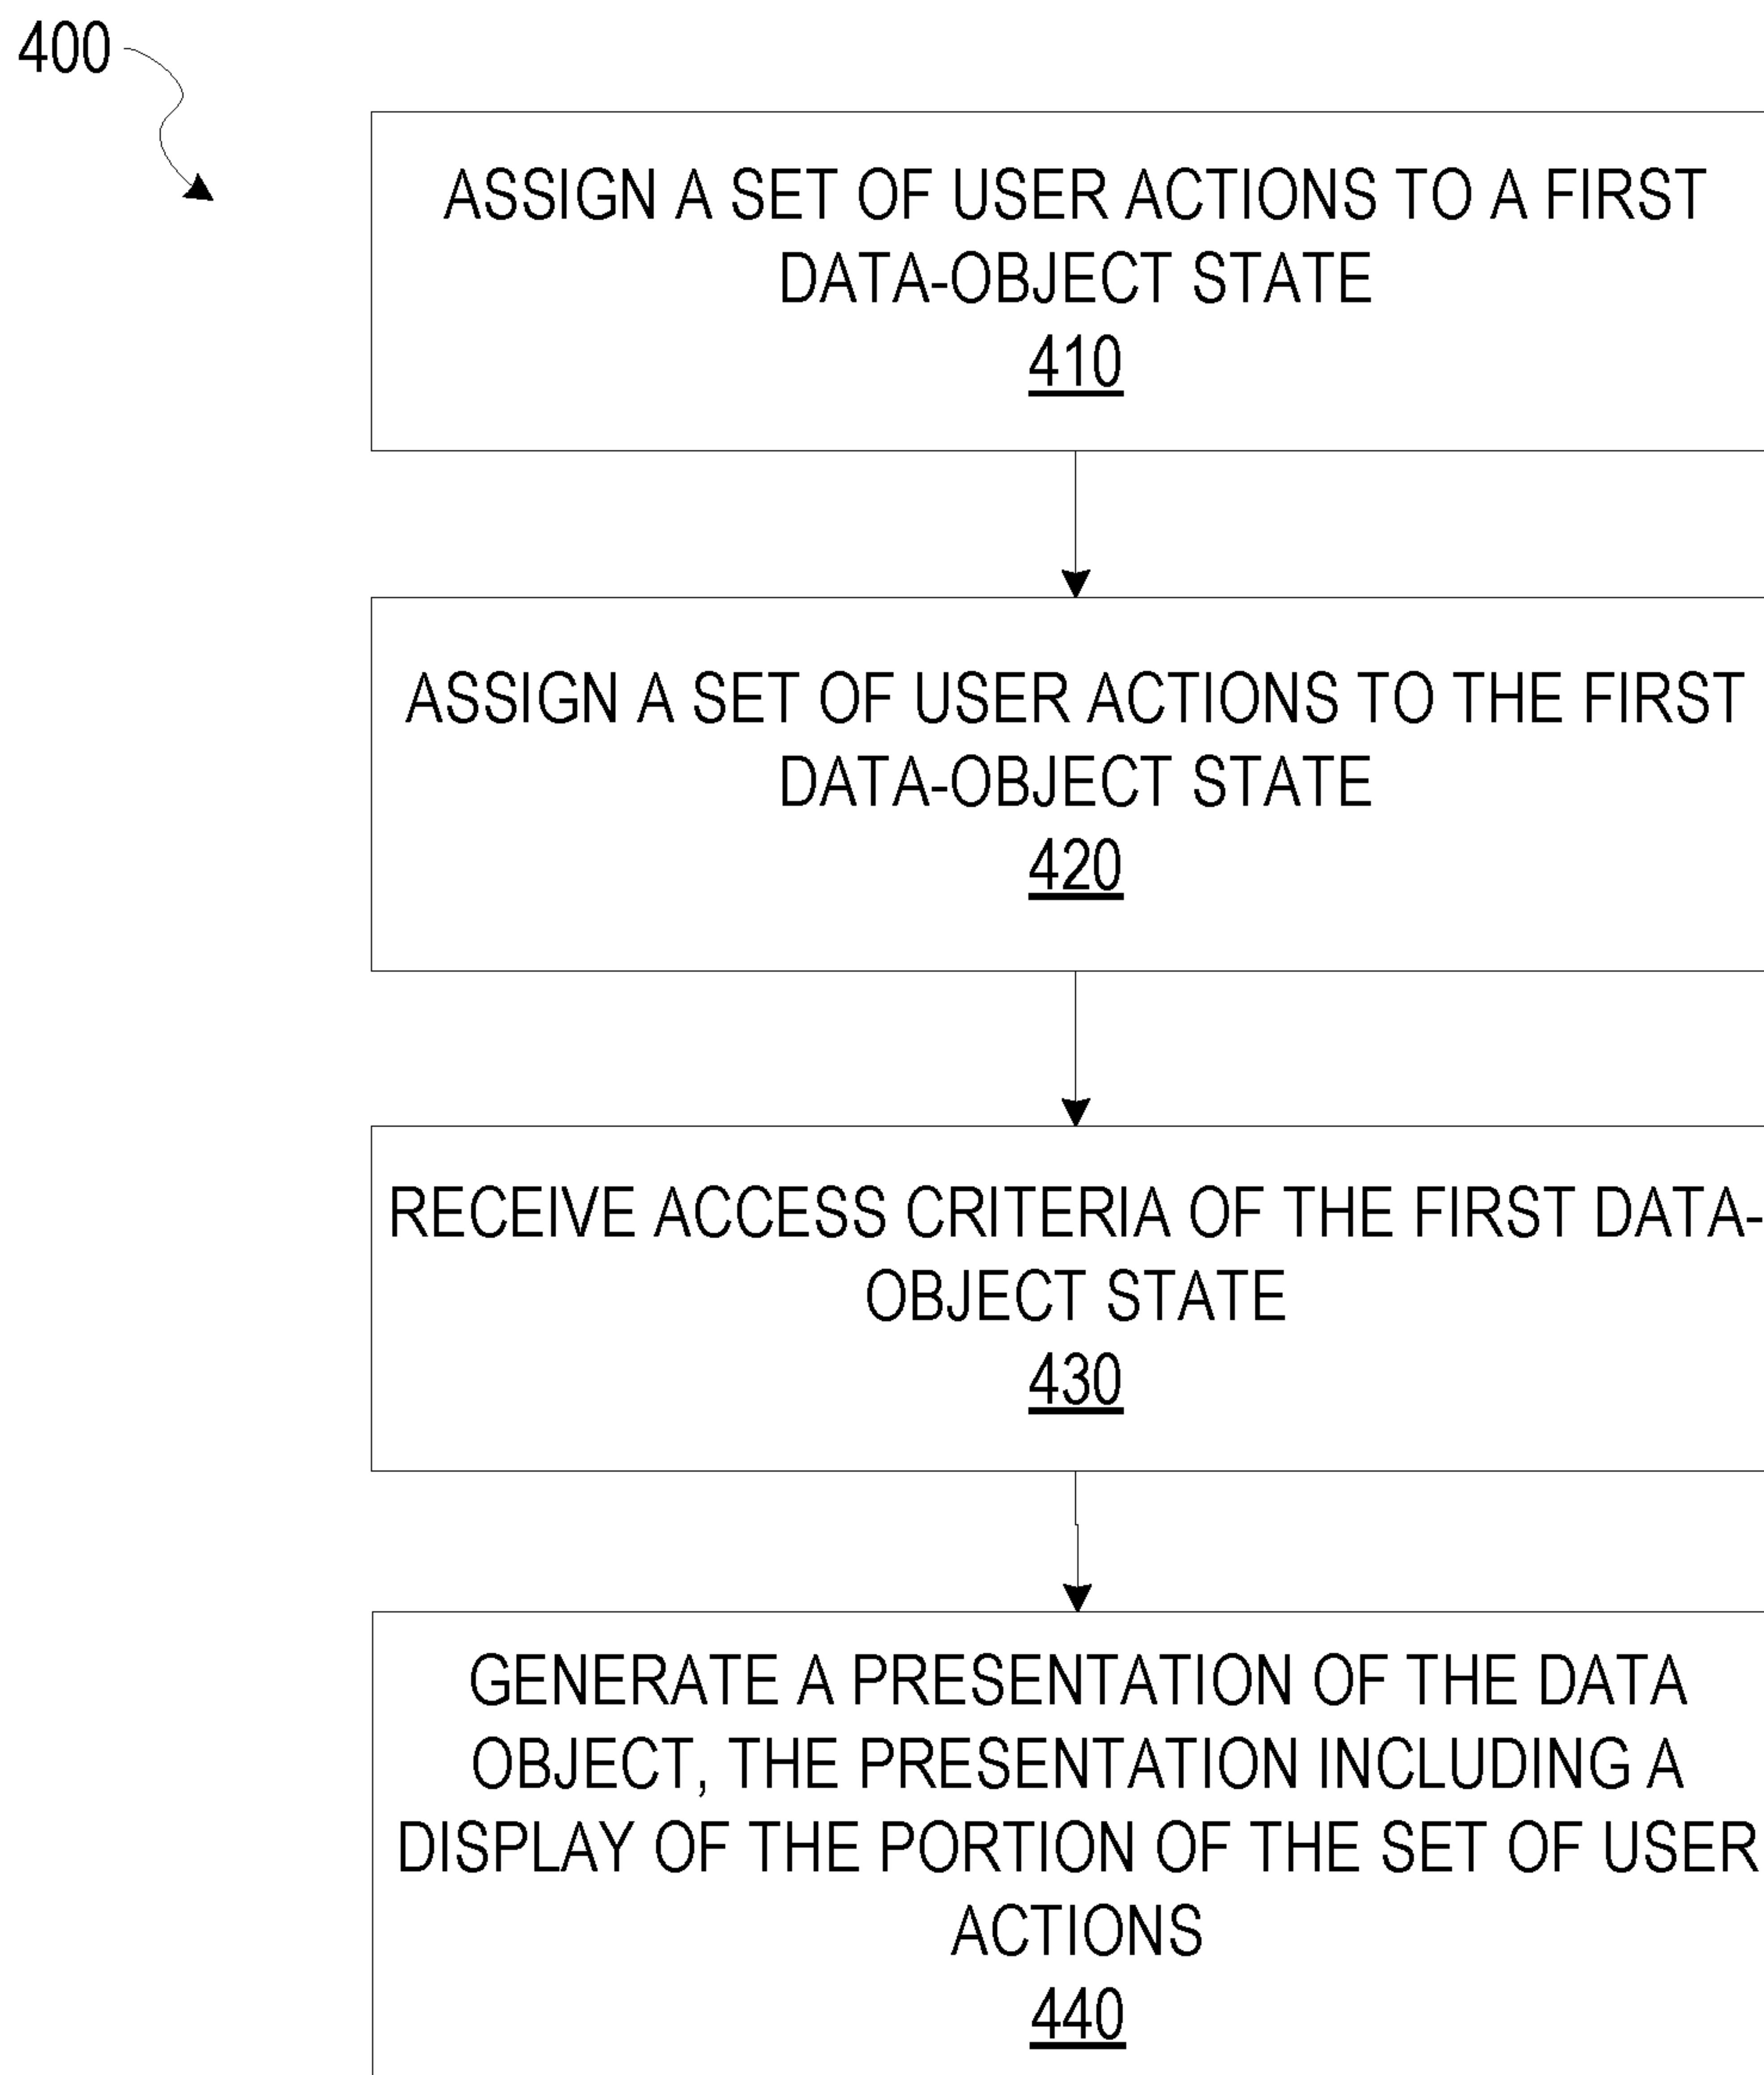 400
ASSIGN A SET OF USER ACTIONS TO A FIRST
DATA-OBJECT STATE
410
ASSIGN A SET OF USER ACTIONS TO THE FIRST
DATA-OBJECT STATE
420
RECEIVE ACCESS CRITERIA OF THE FIRST DATA-
OBJECT STATE
430
GENERATE A PRESENTATION OF THE DATA
OBJECT, THE PRESENTATION INCLUDING A
DISPLAY OF THE PORTION OF THE SET OF USER
ACTIONS
440